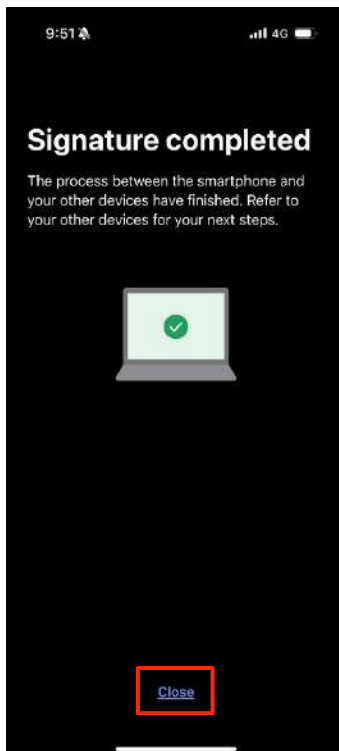 9:51
4G
Signature completed
The process between the smartphone and
your other devices have finished. Refer to
your other devices for your next steps.
Close